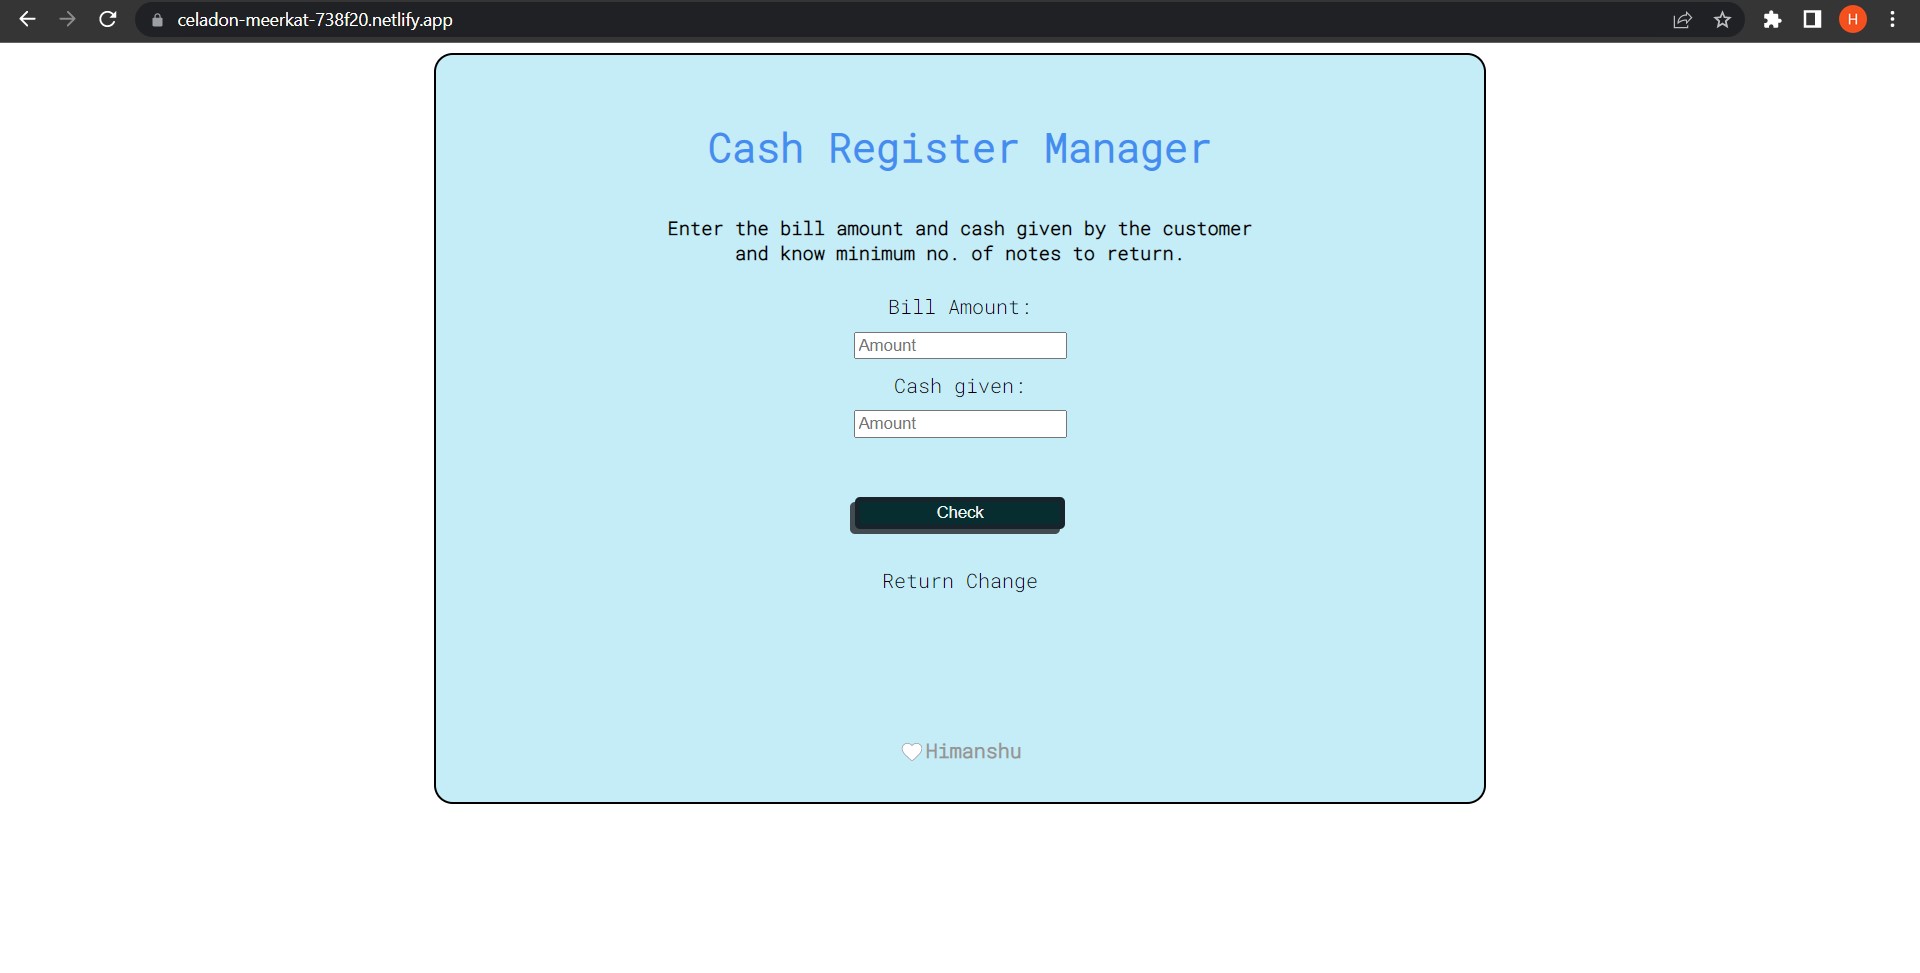 celadon-meerkat-738f20.netlify.app
H
Cash Register Manager
Enter the bill amount and cash given by the customer
and know minimum no. of notes to return.
Bill Amount:
Amount
Cash given:
Amount
Check
Return Change
Himanshu